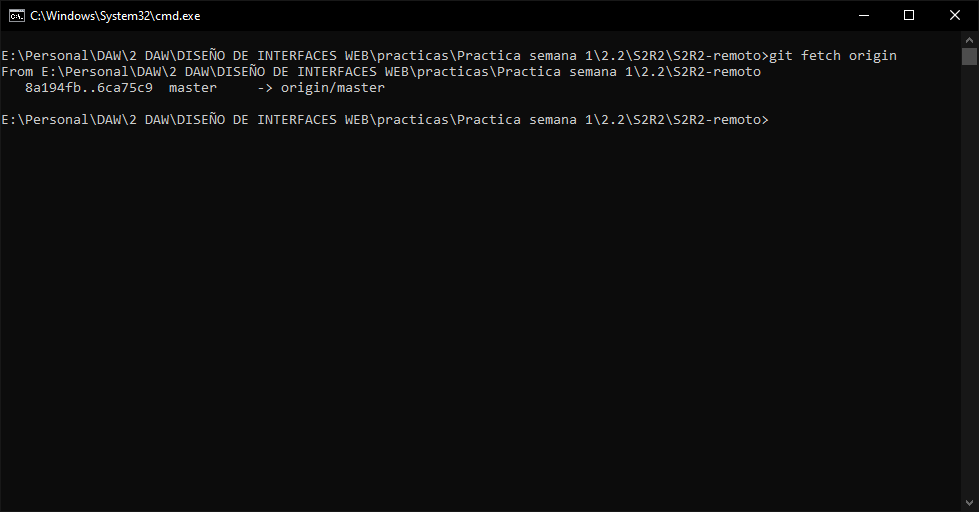 C:\Windows\System32\cmd.exe
E:\Personal\DAW\2 DAW\DISEÑO DE INTERFACES WEB\practicas\Practica semana 1\2.2\S2R2\S2R2-remoto>git fetch origin
From E:\Personal\DAW\2 DAW\DISEÑO DE INTERFACES WEB\practicas\Practica semana 1\2.2\S2R2-remoto
   8a194fb..6ca75c9  master     -> origin/master
E:\Personal\DAW\2 DAW\DISEÑO DE INTERFACES WEB\practicas\Practica semana 1\2.2\S2R2\S2R2-remoto>